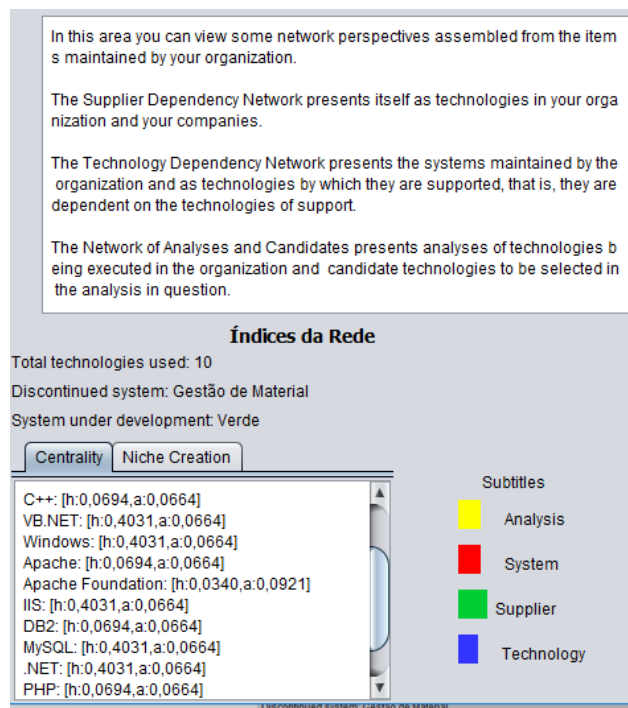 In this area you can view some network perspectives assembled from the item
s maintained by your organization.
The Supplier Dependency Network presents itself as technologies in your orga
nization and your companies.
The Technology Dependency Network presents the systems maintained by the
organization and as technologies by which they are supported, that is, they are
dependent on the technologies of support.
The Network of Analyses and Candidates presents analyses of technologies b
eing executed in the organization and candidate technologies to be selected in
the analysis in question.
Índices da Rede
Total technologies used: 10
Discontinued system: Gestão de Material
System under development: Verde
Centrality Niche Creation
C++: [h:0,0694,a:0,0664]
VB.NET: [h:0,4031,a:0,0664]
Windows: [h:0,4031,a:0,0664]
Apache: [h:0,0694,a:0,0664]
Apache Foundation: [h:0,0340,a:0,0921]
IIS: [h:0,4031,a:0,0664]
DB2: [h:0,0694,a:0,0664]
MySQL: [h:0,4031,a:0,0664]
.NET: [h:0,4031,a:0,0664]
PHP: [h:0,0694,a:0,0664]
Subtitles
Analysis
System
Supplier
Technology
Discontinued system: Gestão de Material